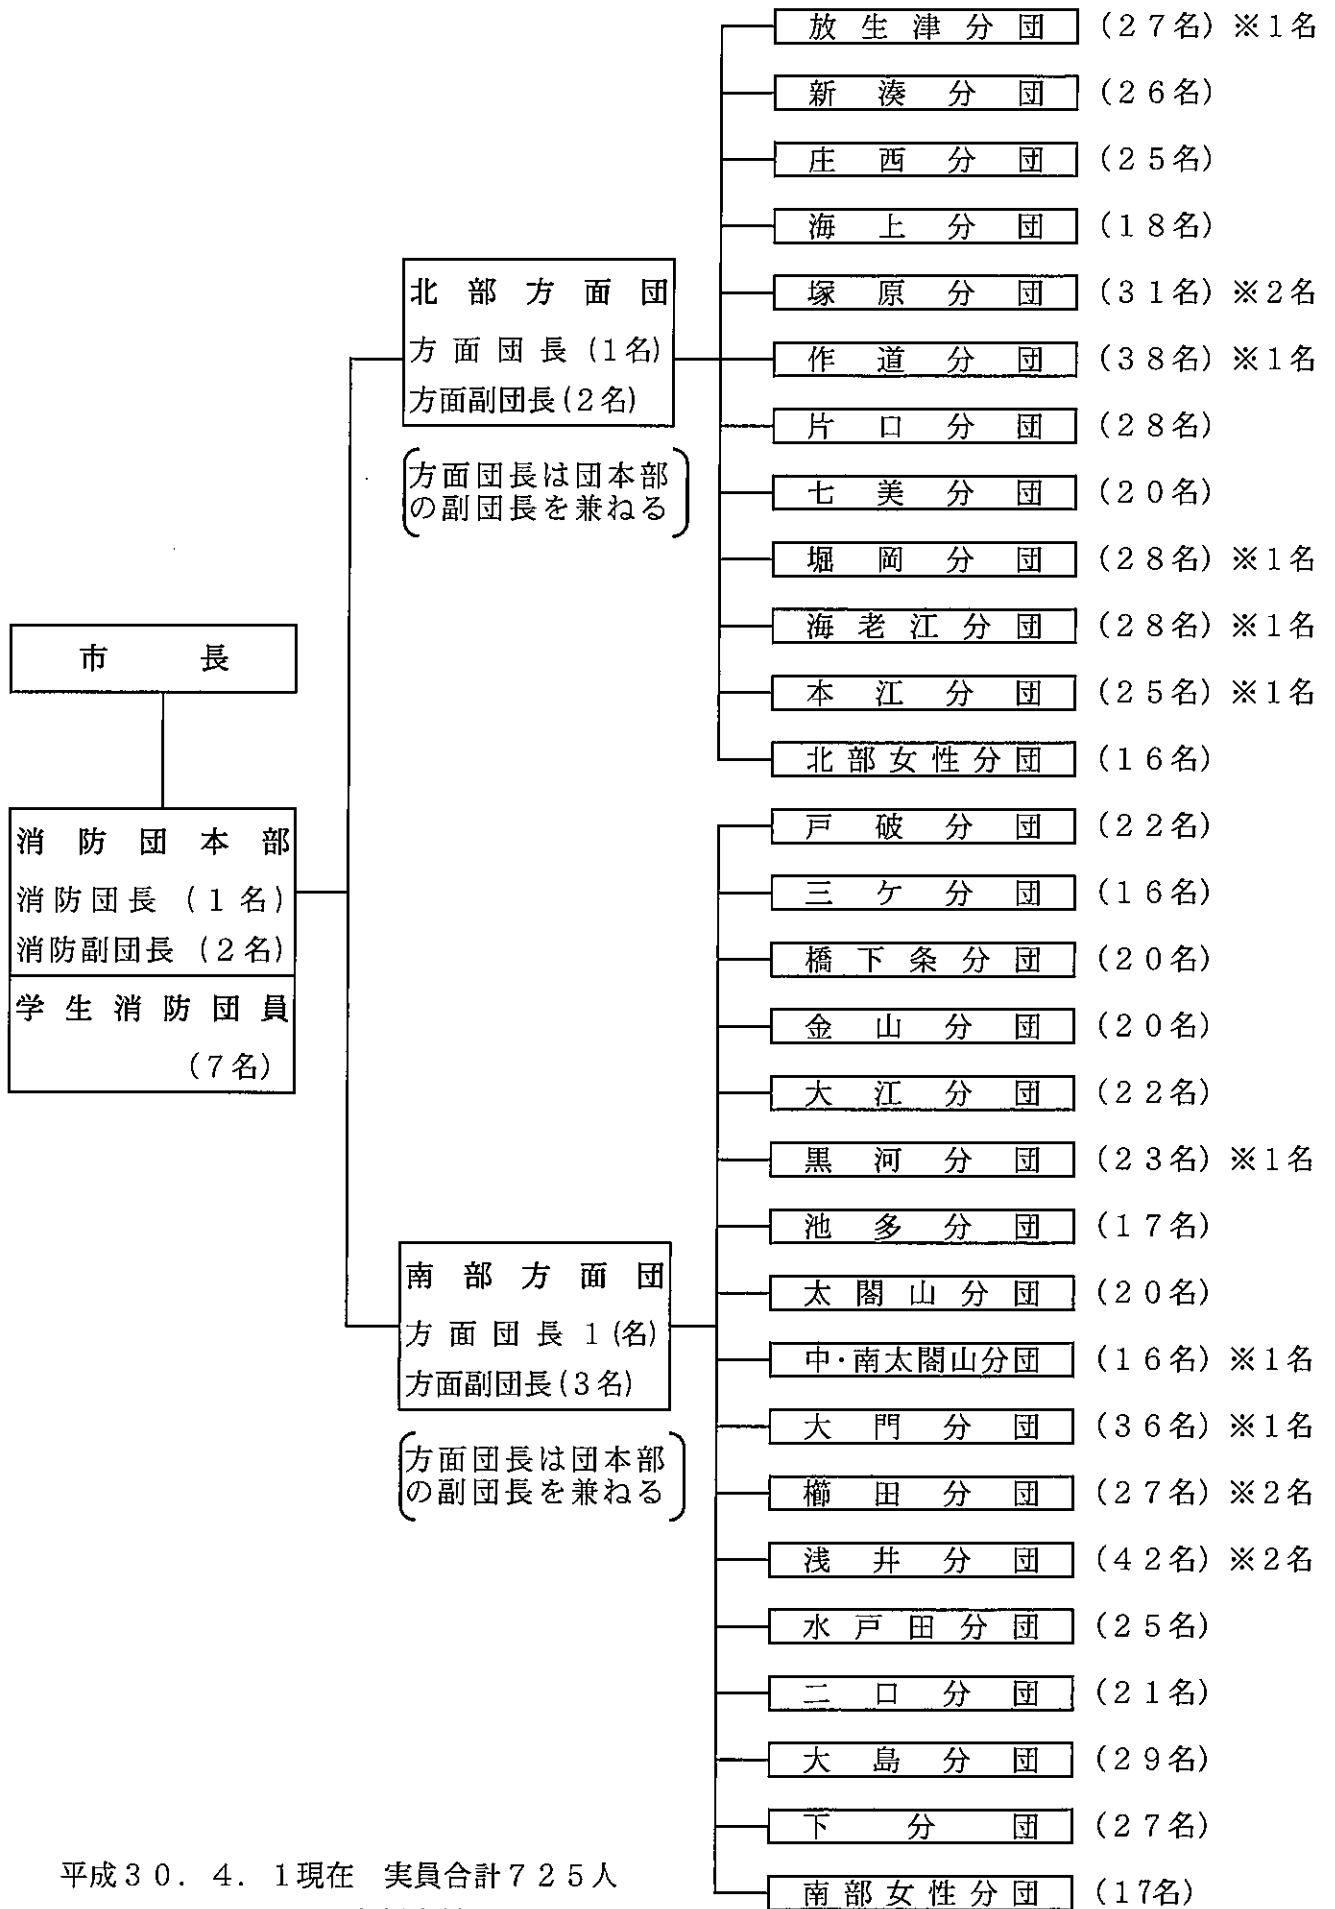 市長
消防団本部
消防団長（１名）
消防副団長（２名）
学生消防団員
（７名）
北部方面団
方面団長（１名）
方面副団長（２名）
方面団長は団本部
の副団長を兼ねる
放生津分団（２７名）※１名
新湊分団（２６名）
庄西分団（２５名）
海上分団（１８名）
塚原分団（３１名）※２名
作道分団（３８名）※１名
片口分団（２８名）
七美分団（２０名）
堀岡分団（２８名）※１名
海老江分団（２８名）※１名
本江分団（２５名）※１名
北部女性分団（１６名）
南部方面団
方面団長１（名）
方面副団長（３名）
方面団長は団本部
の副団長を兼ねる
戸破分団（２２名）
三ケ分団（１６名）
橋下条分団（２０名）
金山分団（２０名）
大江分団（２２名）
黒河分団（２３名）※１名
池多分団（１７名）
太閤山分団（２０名）
中・南太閤山分団（１６名）※１名
大門分団（３６名）※１名
櫛田分団（２７名）※２名
浅井分団（４２名）※２名
水戸田分団（２５名）
二口分団（２１名）
大島分団（２９名）
下分団（２７名）
南部女性分団（１７名）
平成３０．４．１現在　実員合計７２５人